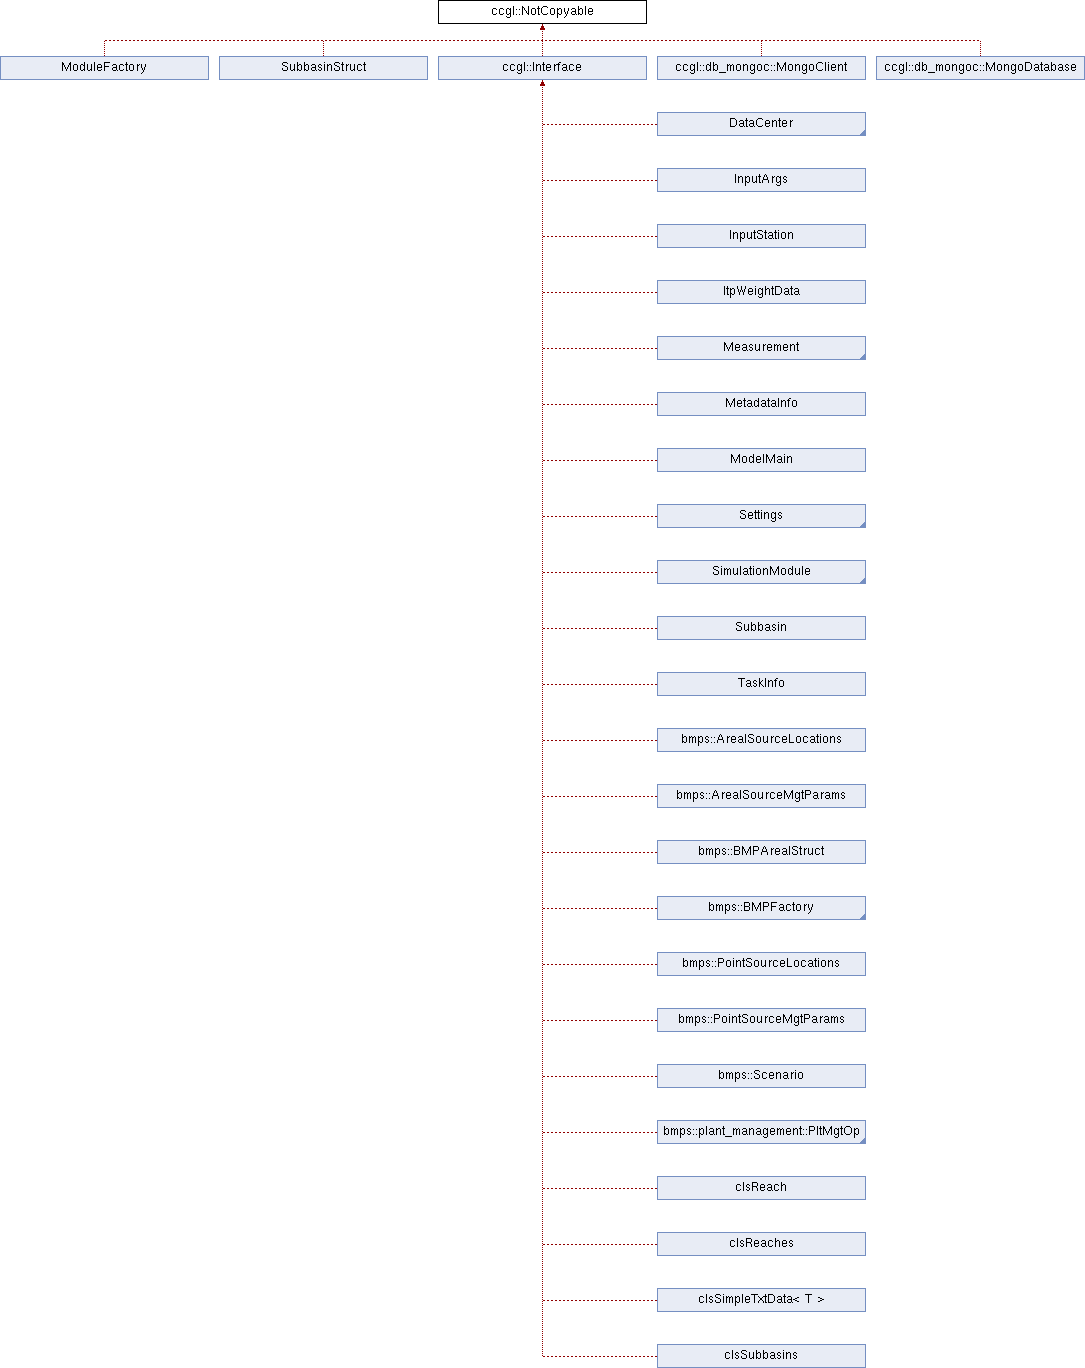 ccgl::NotCopyable
ModuleFactory
SubbasinStruct
ccgl::Interface
ccgl::db_mongoc::MongoClient
ccgl::db_mongoc::MongoDatabase
DataCenter
InputArgs
InputStation
ItpWeightData
Measurement
MetadataInfo
ModelMain
Settings
SimulationModule
Subbasin
TaskInfo
bmps::ArealSourceLocations
bmps::ArealSourceMgtParams
bmps::BMPArealStruct
bmps::BMPFactory
bmps::PointSourceLocations
bmps::PointSourceMgtParams
bmps::Scenario
bmps::plant_management::PltMgtOp
clsReach
clsReaches
clsSimpleTxtData< T >
clsSubbasins